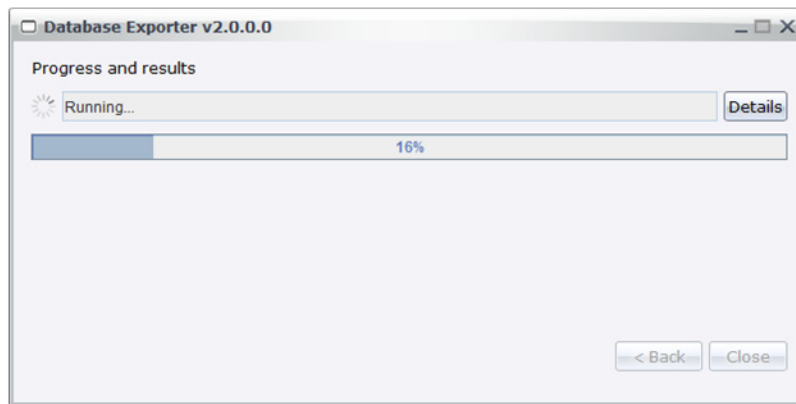 Database Exporter v2.0.0.0
Progress and results
Running...
Details
16%
< Back
Close